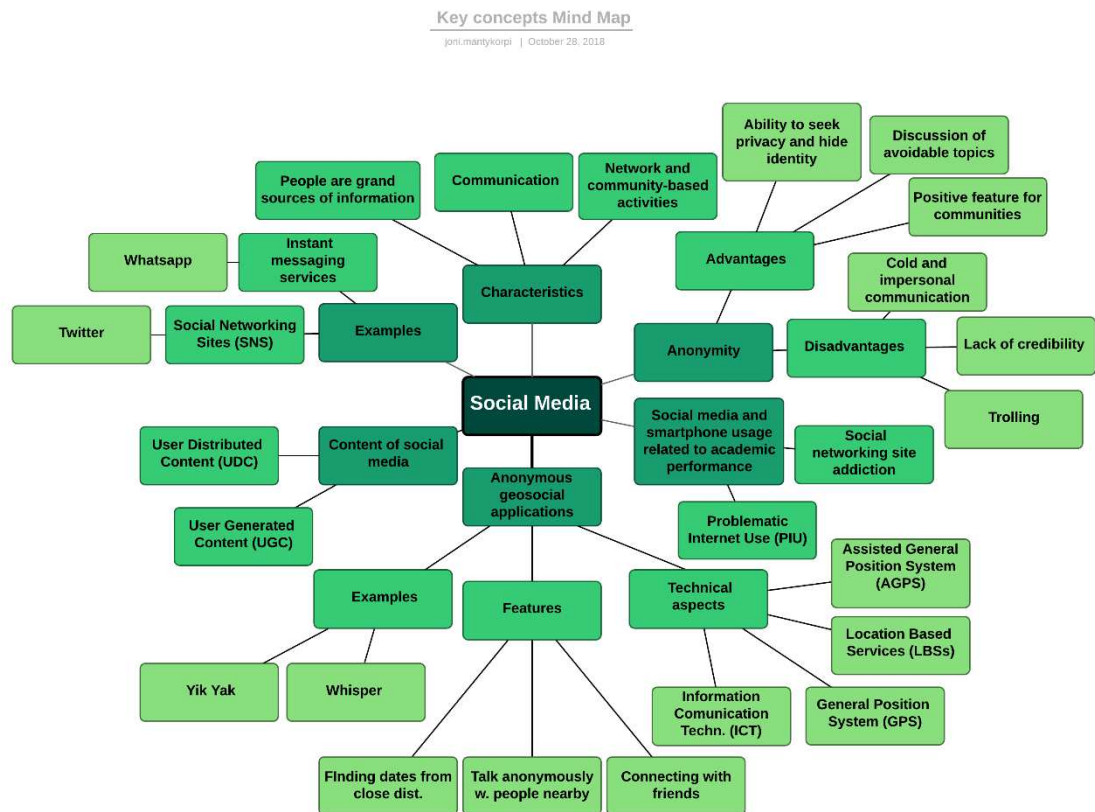 Key concepts Mind Map
joni.mantykorpi | October 28, 2018
Ability to seek
privacy and hide
identity
Discussion of
avoidable topics
People are grand
sources of information
Communication
Network and
community-based
activities
Positive feature for
communities
Whatsapp
Instant
messaging
services
Characteristics
Advantages
Cold and
impersonal
communication
Twitter
Social Networking
Sites (SNS)
Examples
Anonymity
Disadvantages
Lack of credibility
Social Media
Trolling
User Distributed
Content (UDC)
Content of social
media
Social media and
smartphone usage
related to academic
performance
Social
networking site
addiction
Anonymous
geosocial
applications
User Generated
Content (UGC)
Problematic
Internet Use (PIU)
Assisted General
Position System
(AGPS)
Examples
Features
Technical
aspects
Location Based
Services (LBSs)
Yik Yak
Whisper
Information
Comunication
Techn. (ICT)
General Position
System (GPS)
FInding dates from
close dist.
Talk anonymously
w. people nearby
Connecting with
friends